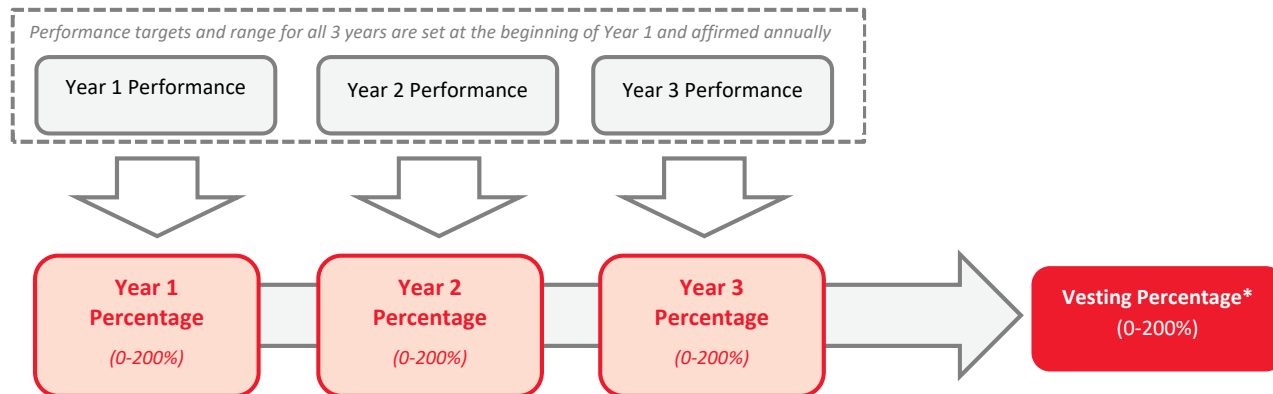 Performance targets and range for all 3 years are set at the beginning of Year 1 and affirmed annually
Year 1 Performance
Year 2 Performance
Year 3 Performance
Year 1
Percentage
(0-200%)
Year 2
Percentage
(0-200%)
Year 3
Percentage
(0-200%)
Vesting Percentage*
(0-200%)